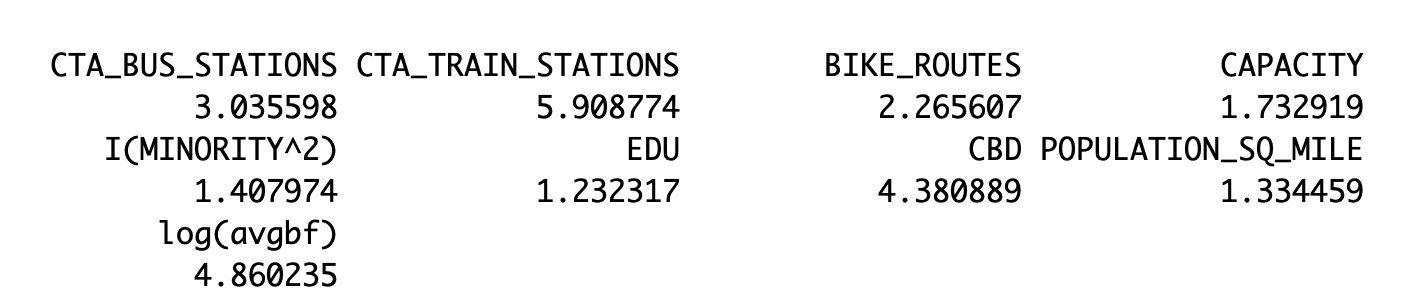 CTA_BUS_STATIONS CTA_TRAIN_STATIONS BIKE_ROUTES CAPACITY
3.035598 5.908774 2.265607 1.732919
I(MINORITY^2) EDU CBD POPULATION_SQ_MILE
1.407974 1.232317 4.380889 1.334459
log(avgbf)
4.860235